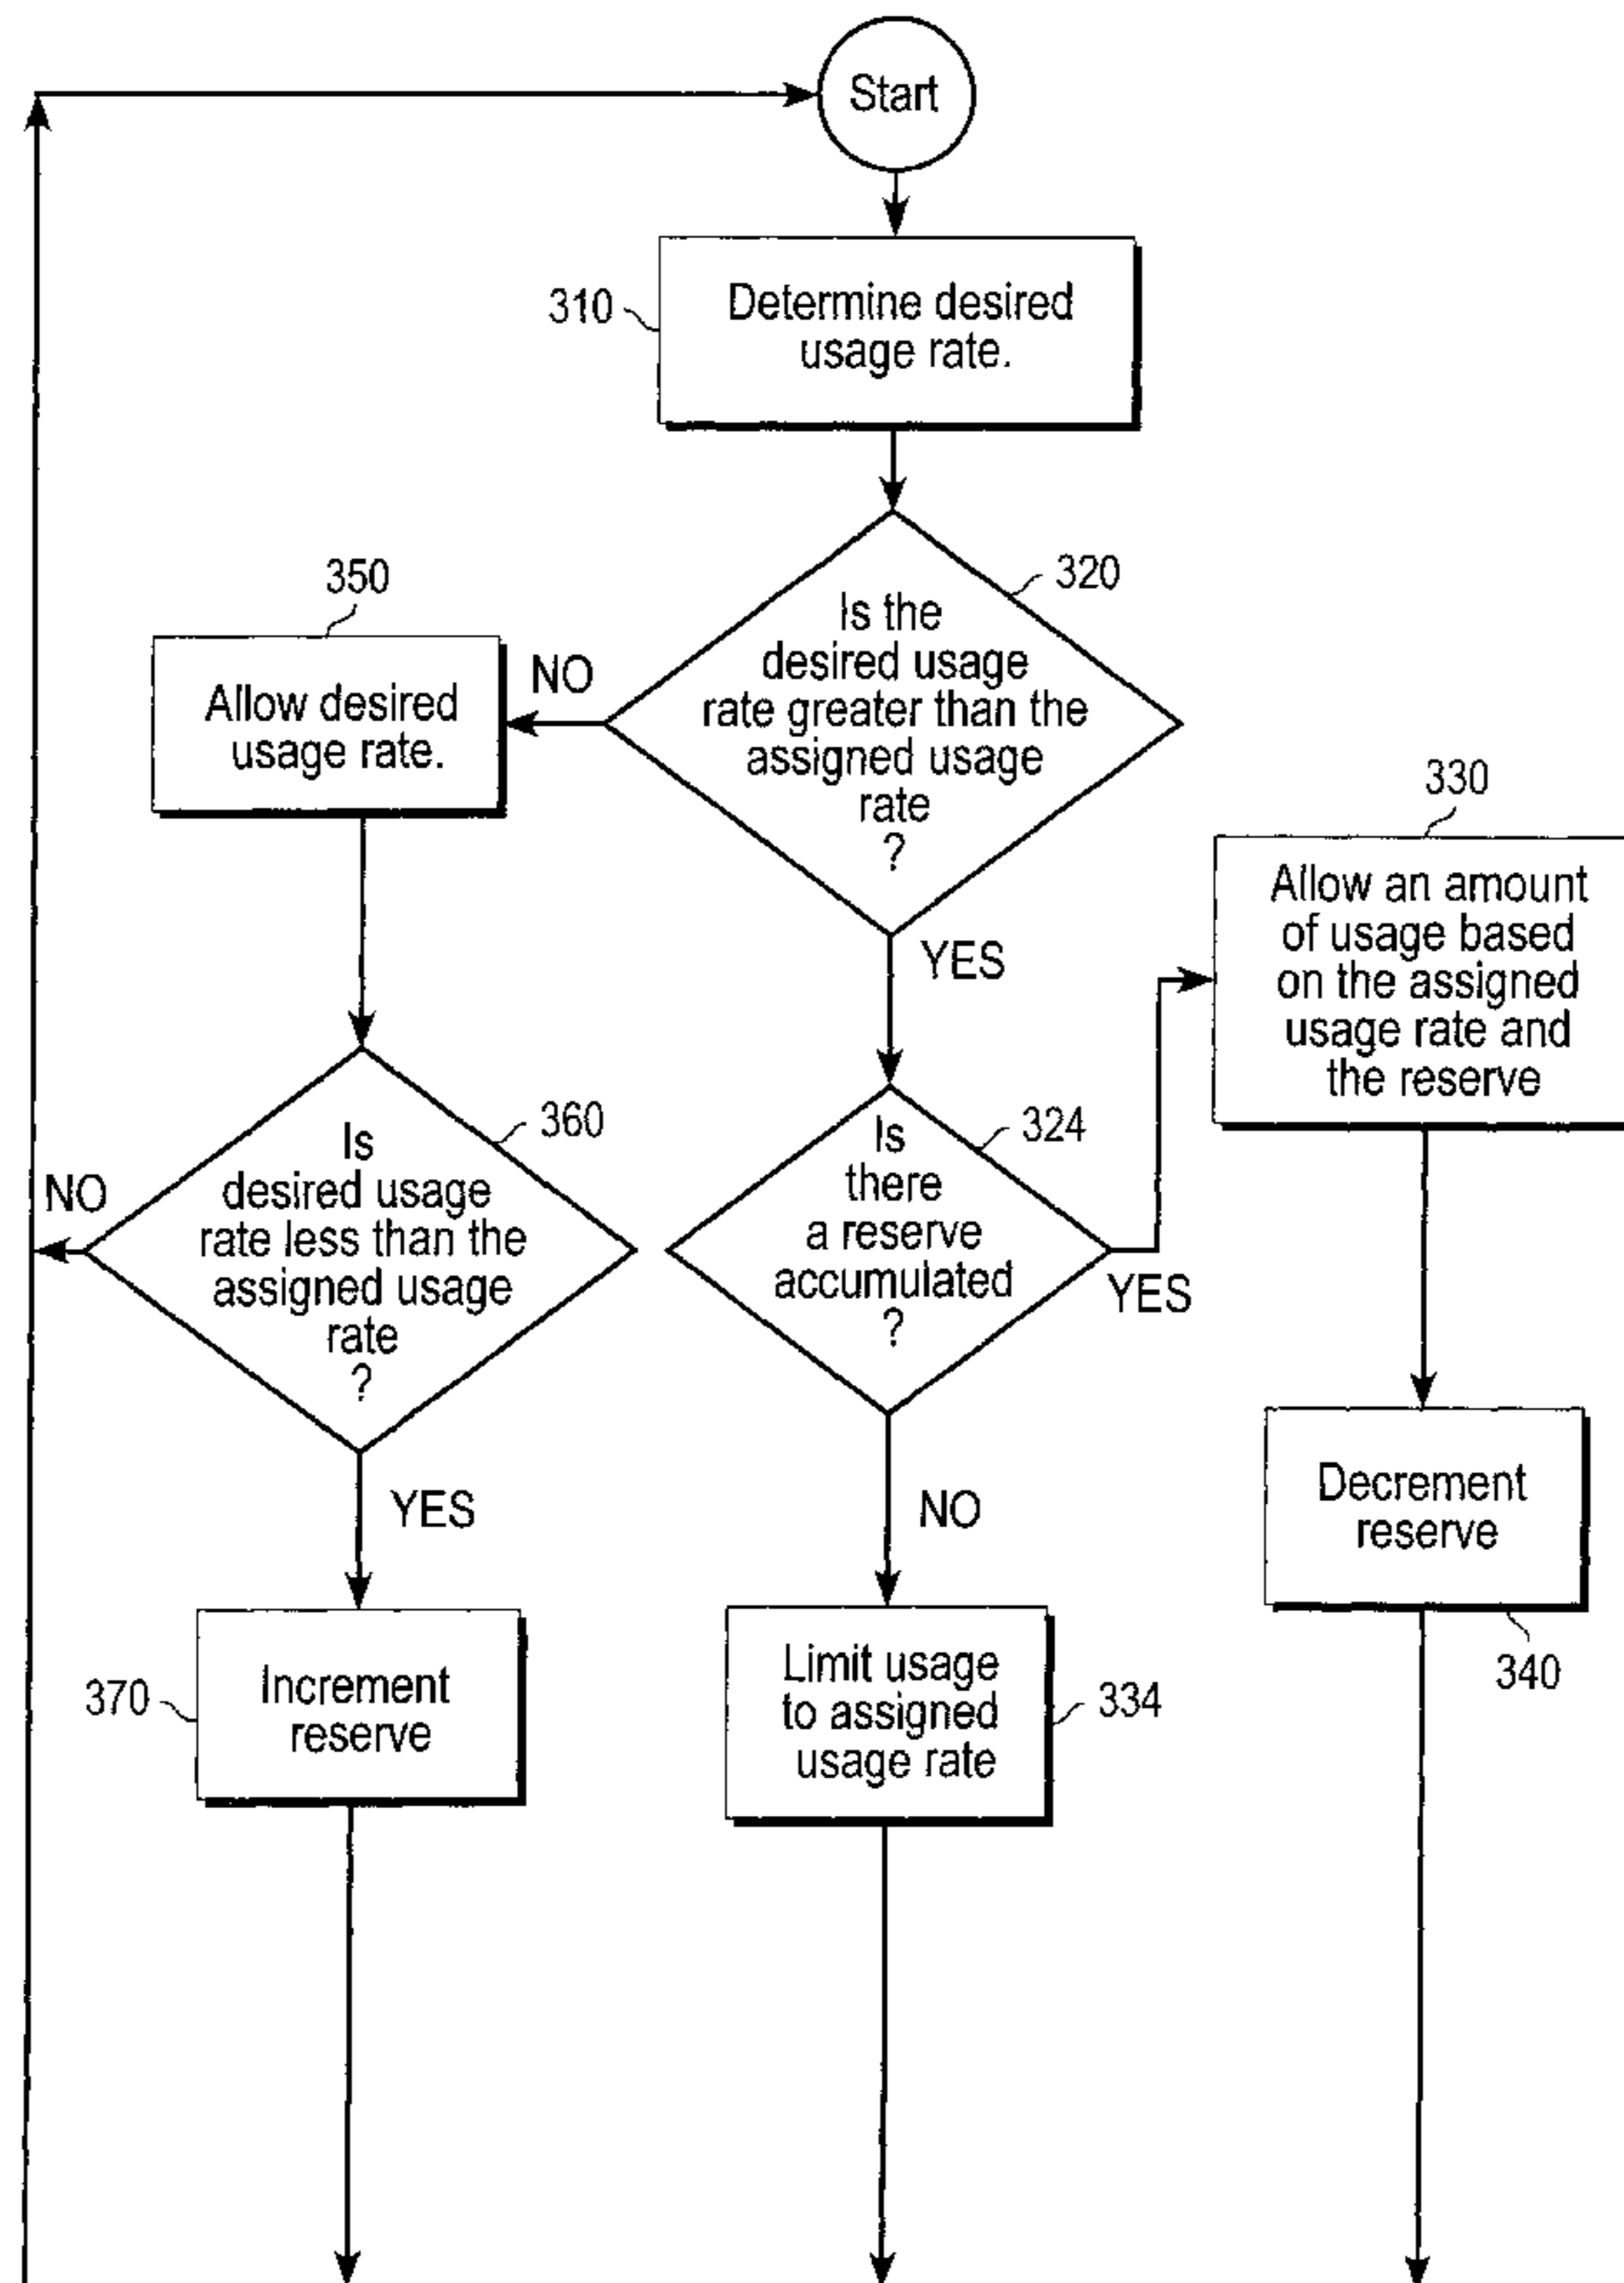 Start
310
Determine desired
usage rate.
320
Is the
desired usage
rate greater than the
assigned usage
rate
?
NO
350
Allow desired
usage rate.
YES
330
Allow an amount
of usage based
on the assigned
usage rate and
the reserve
360
Is
desired usage
rate less than the
assigned usage
rate
?
NO
324
Is
there
a reserve
accumulated
?
YES
YES
NO
Decrement
reserve
340
370
Increment
reserve
Limit usage
to assigned
usage rate
334